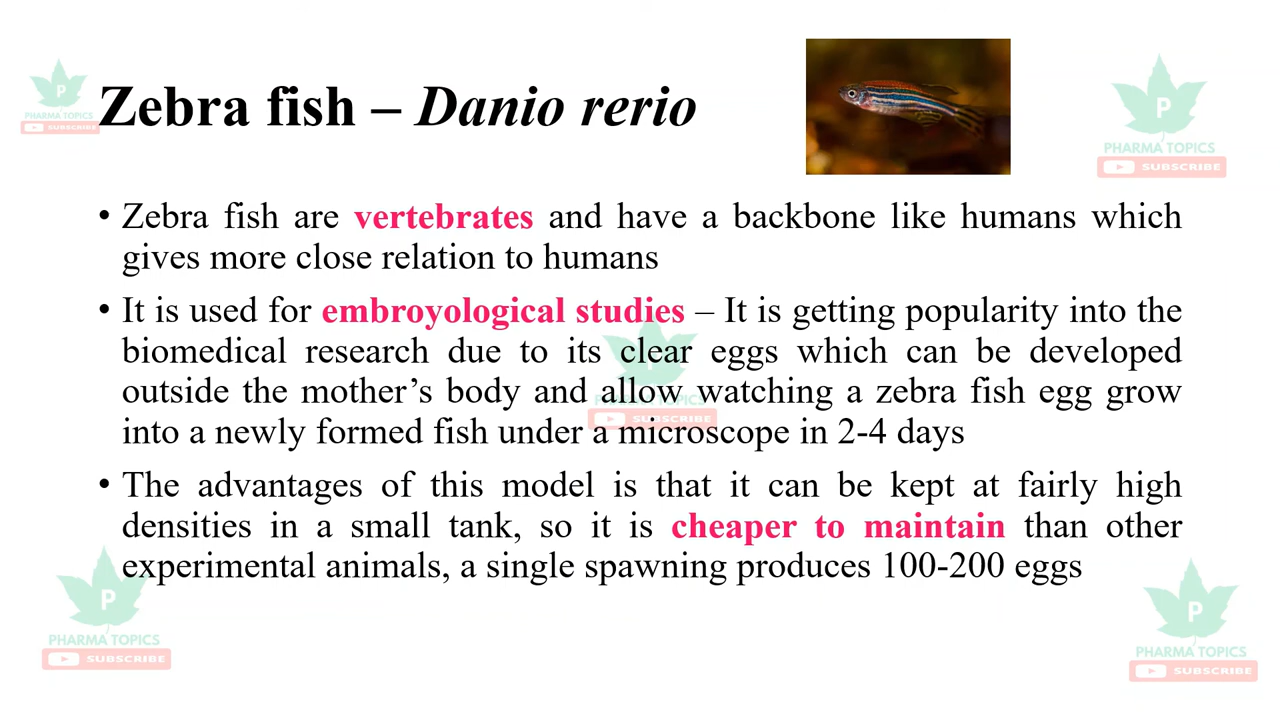 P
PHARMA TOPICS
SUBSCRIBE
Zebra fish – Danio rerio
P
PHARMA TOPICS
SUBSCRIBE
• Zebra fish are vertebrates and have a backbone like humans which
gives more close relation to humans
• It is used for embroyological studies – It is getting popularity into the
biomedical research due to its clear eggs which can be developed
outside the mother’s body and allow watching a zebra fish egg grow
into a newly formed fish under a microscope in 2-4 days
SUBSCRIBE
• The advantages of this model is that it can be kept at fairly high
densities in a small tank, so it is cheaper to maintain than other
experimental animals, a single spawning produces 100-200 eggs
P
PHARMA TOPICS
SUBSCRIBE
P
PHARMA TOPICS
SUBSCRIBE